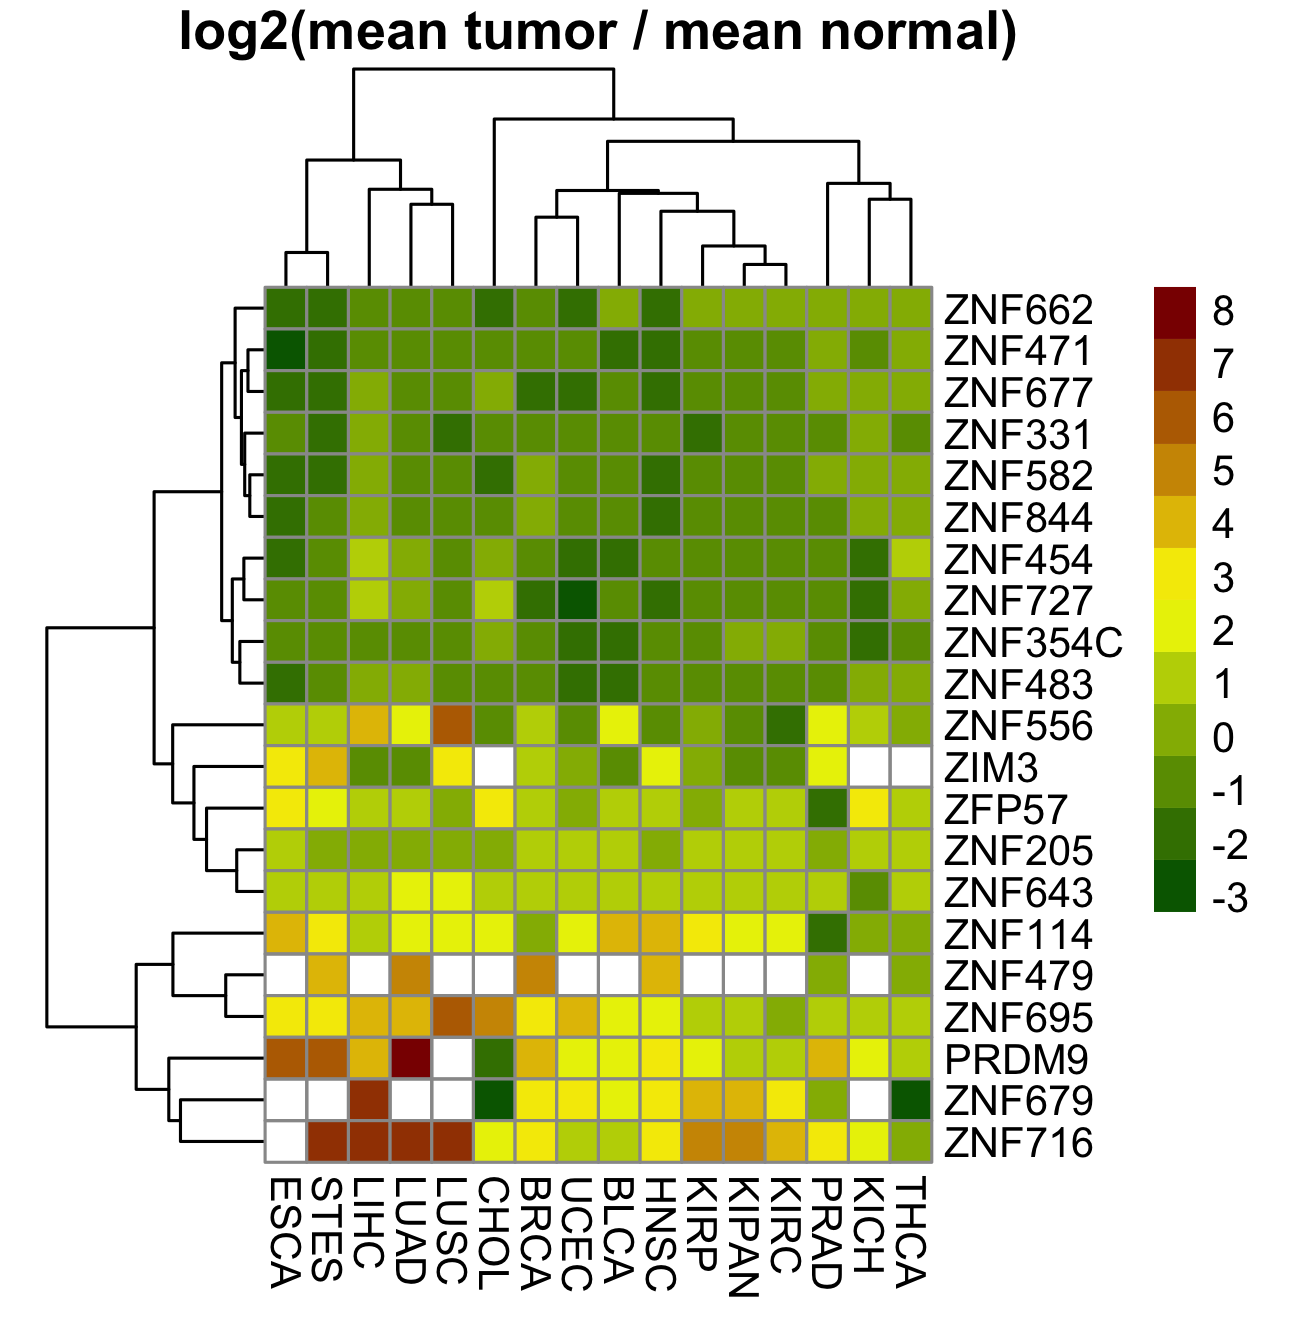 log2(mean tumor / mean normal)
ZNF662
ZNF471
ZNF677
ZNF331
ZNF582
ZNF844
ZNF454
ZNF727
ZNF354C
ZNF483
ZNF556
ZIM3
ZFP57
ZNF205
ZNF643
ZNF114
ZNF479
ZNF695
PRDM9
ZNF679
ZNF716
8
7
6
5
4
3
2
1
0
-1
-2
-3
ESCA
STES
LIHC
LUAD
LUSC
CHOL
BRCA
UCEC
BLCA
HNSC
KIRP
KIPAN
KIRC
PRAD
KICH
THCA